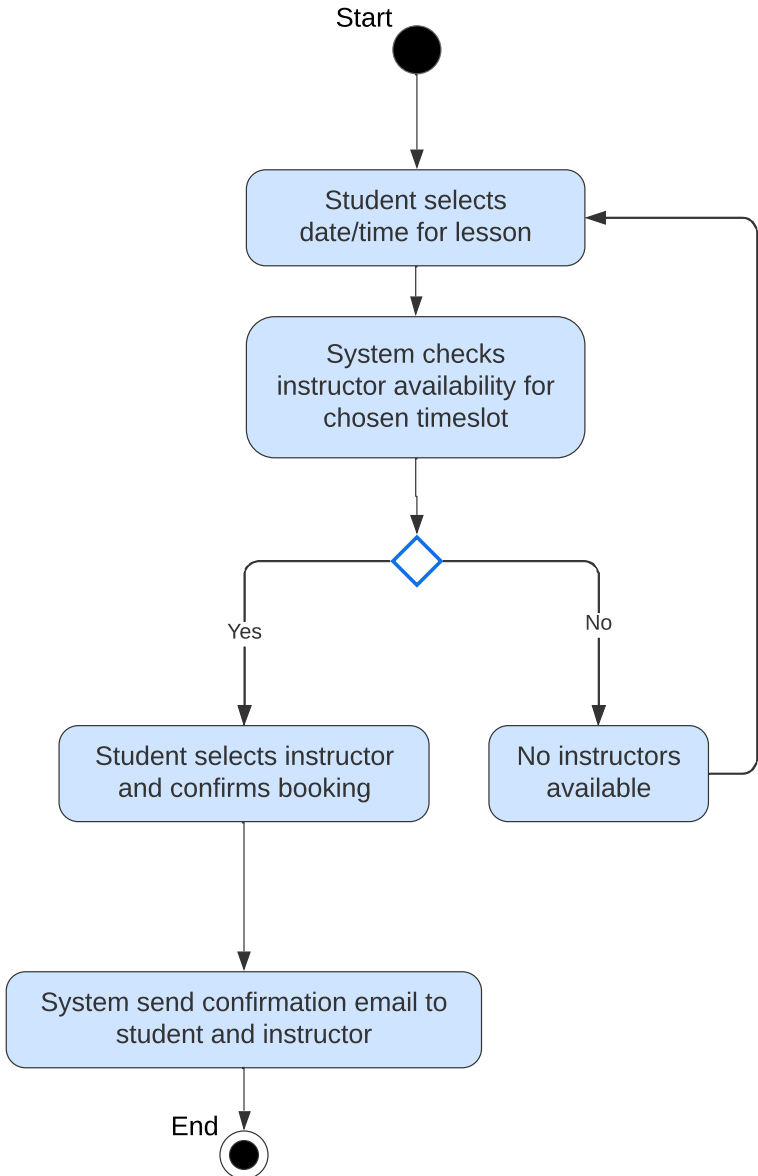 Start
Student selects
date/time for lesson
System checks
instructor availability for
chosen timeslot
Yes
No
Student selects instructor
and confirms booking
No instructors
available
System send confirmation email to
student and instructor
End